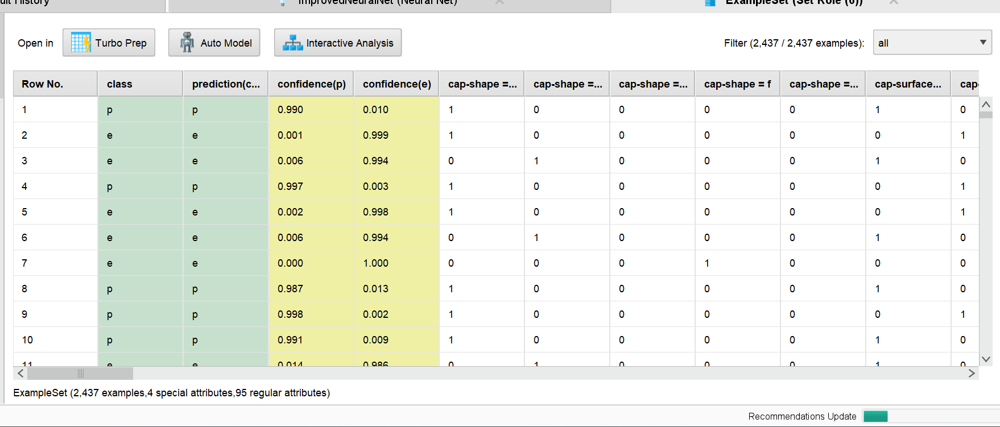 ult History ImprovedNeuralNet (Neural Net) ExampleSet (Set Role (6))
Open in Turbo Prep Auto Model Interactive Analysis Filter (2,437 / 2,437 examples): all
Row No. class prediction(c... confidence(p) confidence(e) cap-shape =... cap-shape =... cap-shape =... cap-shape = f cap-shape =... cap-surface... cap-
1 p p 0.990 0.010 1 0 0 0 0 1 0
2 e e 0.001 0.999 1 0 0 0 0 0 1
3 e e 0.006 0.994 0 1 0 0 0 1 0
4 p p 0.997 0.003 1 0 0 0 0 0 1
5 e e 0.002 0.998 1 0 0 0 0 0 1
6 e e 0.006 0.994 0 1 0 0 0 1 0
7 e e 0.000 1.000 0 0 0 1 0 0 0
8 p p 0.987 0.013 1 0 0 0 0 1 0
9 p p 0.998 0.002 1 0 0 0 0 0 1
10 p p 0.991 0.009 1 0 0 0 0 1 0
11 e e 0.014 0.986 0 1 0 0 0 1 0
ExampleSet (2,437 examples,4 special attributes,95 regular attributes)
Recommendations Update